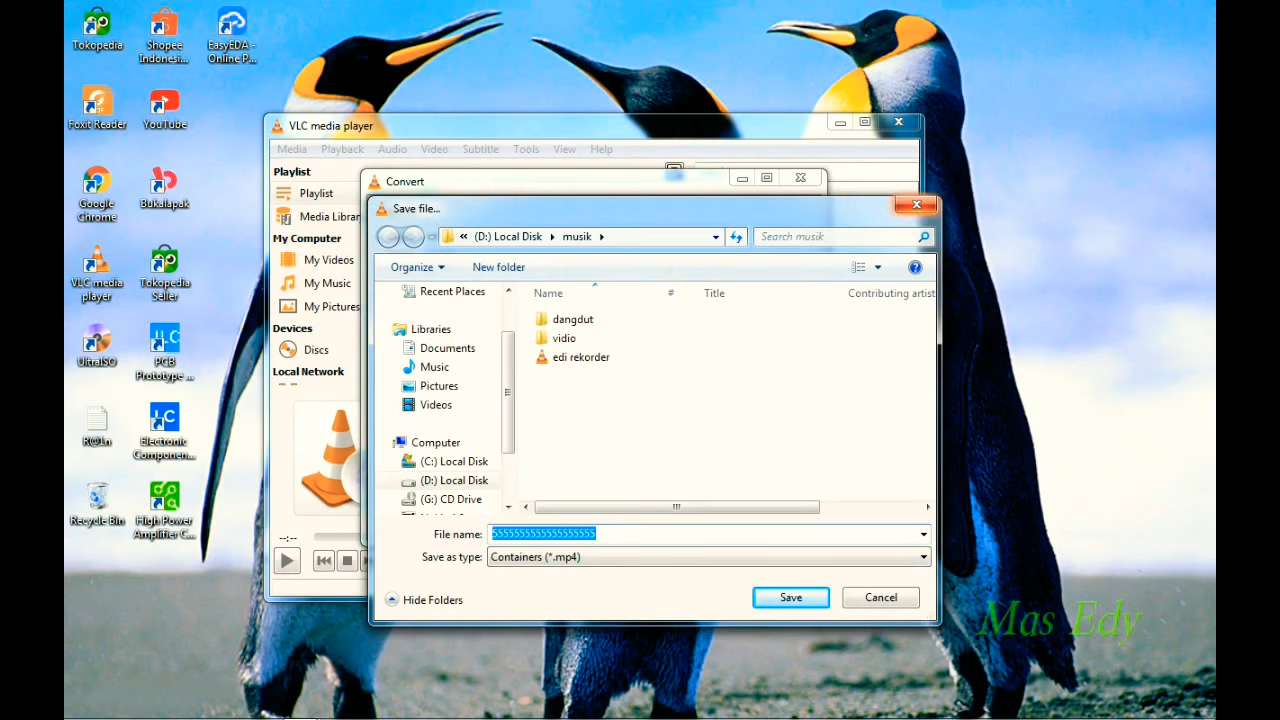 Tokopedia
Shopee
Indonesi...
EasyEDA -
Online P...
Foxit Reader
YouTube
Google
Chrome
Bukalapak
VLC media
player
Tokopedia
Seller
UltraISO
PCB
Prototype ...
R@1n
Electronic
Componen...
Recycle Bin
High Power
Amplifier C...
VLC media player
Media Playback Audio Video Subtitle Tools View Help
Playlist
Playlist
Media Librar
My Computer
My Videos
My Music
My Pictures
Devices
Discs
Local Network
--:--
Convert
Save file...
« (D:) Local Disk musik
Search musik
Organize New folder
Recent Places
Libraries
Documents
Music
Pictures
Videos
Computer
(C:) Local Disk
(D:) Local Disk
(G:) CD Drive
Name # Title Contributing artist
dangdut
vidio
edi rekorder
File name:
Save as type: Containers (*.mp4)
Hide Folders
Save Cancel
Mas Edy